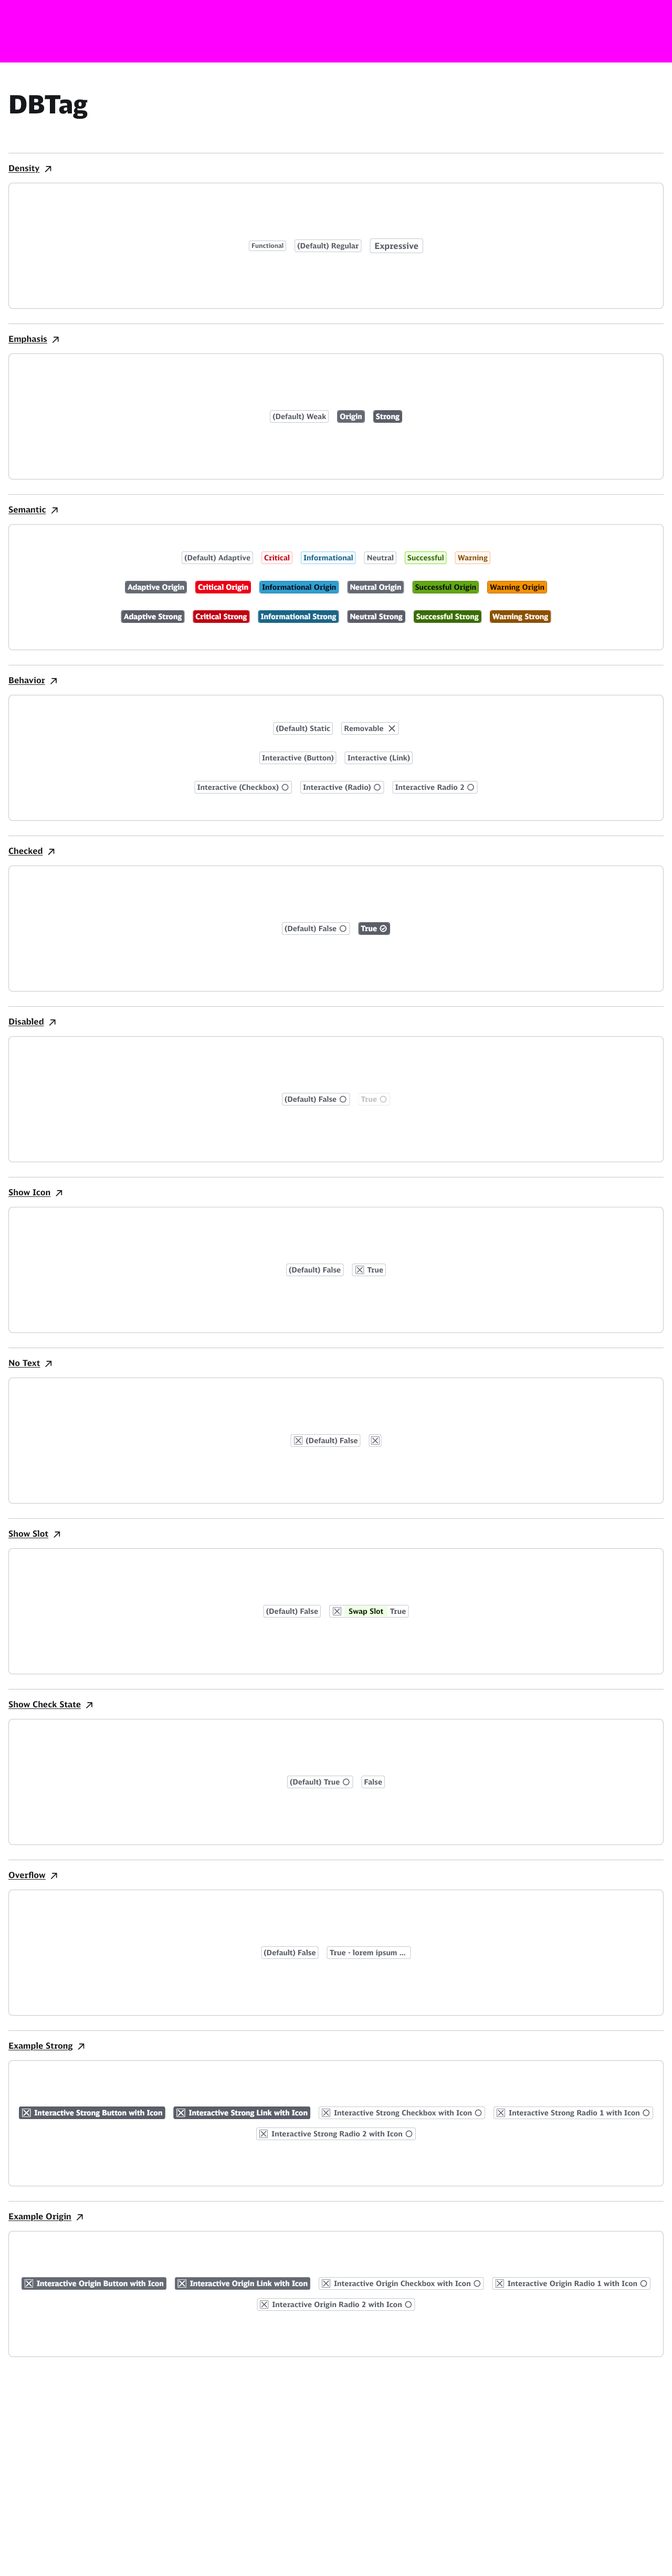 DBTag
Density
Functional (Default) Regular Expressive
Emphasis
(Default) Weak Origin Strong
Semantic
(Default) Adaptive Critical Informational Neutral Successful Warning
Adaptive Origin Critical Origin Informational Origin Neutral Origin Successful Origin Warning Origin
Adaptive Strong Critical Strong Informational Strong Neutral Strong Successful Strong Warning Strong
Behavior
(Default) Static Removable
Interactive (Button) Interactive (Link)
Interactive (Checkbox) Interactive (Radio) Interactive Radio 2
Checked
(Default) False True
Disabled
(Default) False True
Show Icon
(Default) False True
No Text
(Default) False
Show Slot
(Default) False Swap Slot True
Show Check State
(Default) True False
Overflow
(Default) False True - lorem ipsum ...
Example Strong
Interactive Strong Button with Icon Interactive Strong Link with Icon Interactive Strong Checkbox with Icon Interactive Strong Radio 1 with Icon
Interactive Strong Radio 2 with Icon
Example Origin
Interactive Origin Button with Icon Interactive Origin Link with Icon Interactive Origin Checkbox with Icon Interactive Origin Radio 1 with Icon
Interactive Origin Radio 2 with Icon